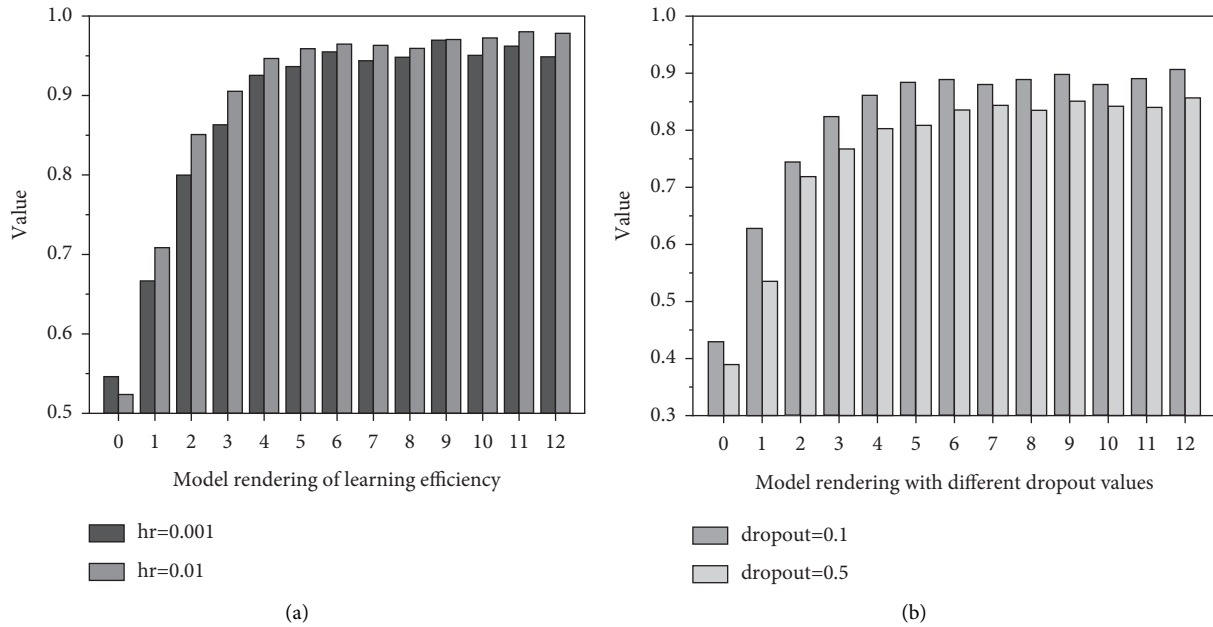 1.0
0.9
0.8
0.7
0.6
0.5
Value
0 1 2 3 4 5 6 7 8 9 10 11 12
Model rendering of learning efficiency
hr=0.001
hr=0.01
(a)
1.0
0.9
0.8
0.7
0.6
0.5
0.4
0.3
Value
0 1 2 3 4 5 6 7 8 9 10 11 12
Model rendering with different dropout values
dropout=0.1
dropout=0.5
(b)